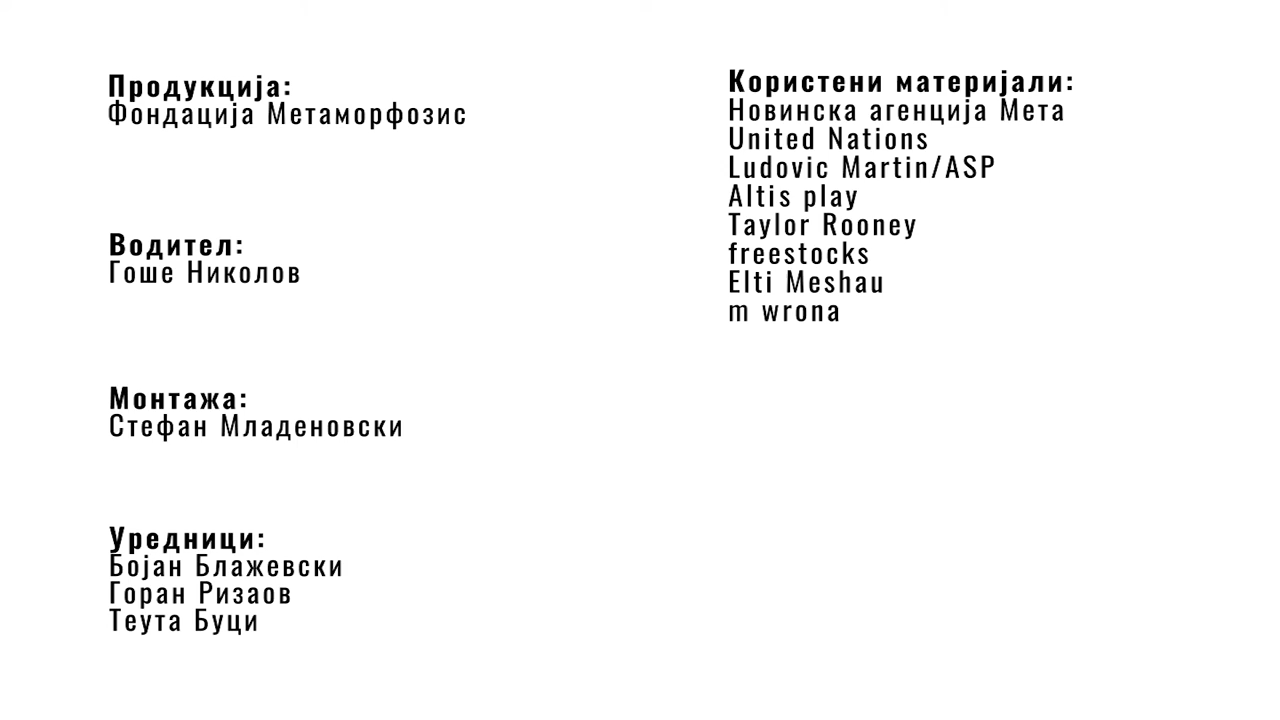 Продукција:
Фондација Метаморфозис
Водител:
Гоше Николов
Монтажа:
Стефан Младеновски
Уредници:
Бојан Блажевски
Горан Ризаов
Теута Буци
Користени материјали:
Новинска агенција Мета
United Nations
Ludovic Martin/ASP
Altis play
Taylor Rooney
freestocks
Elti Meshau
m wrona